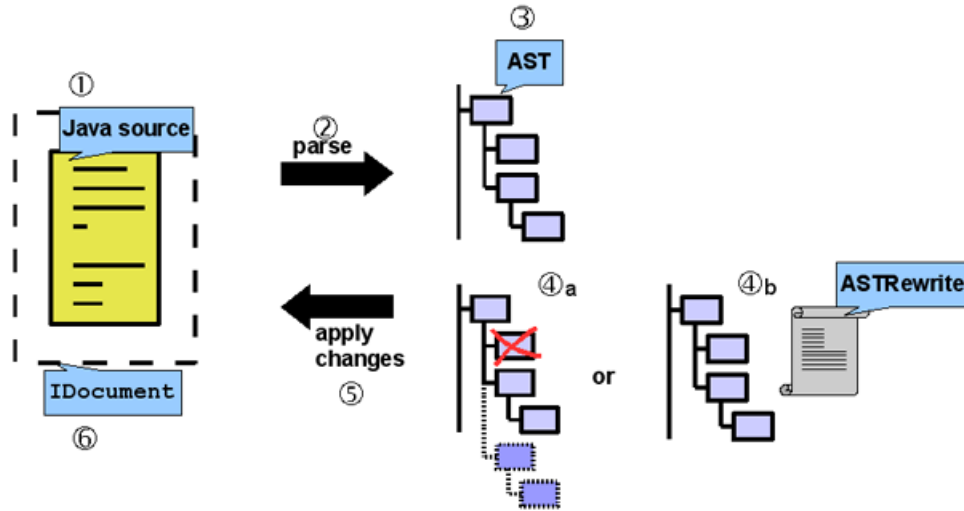 ③
AST
①
Java source
②
parse
④a
④b
ASTRewrite
apply
changes
or
⑤
IDocument
⑥